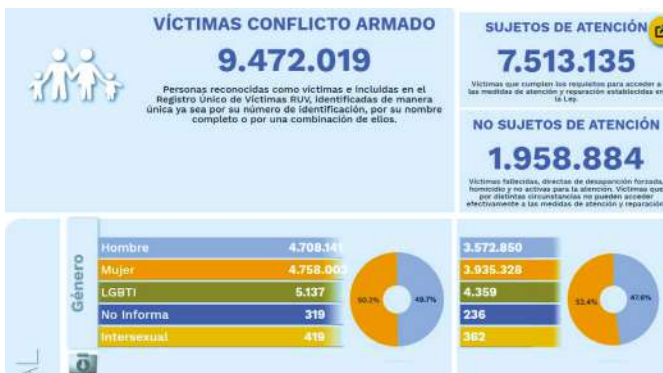 VÍCTIMAS CONFLICTO ARMADO
9.472.019
Personas reconocidas como víctimas e incluidas en el
Registro Único de Víctimas RUV, identificadas de manera
única ya sea por su número de identificación, por su nombre
completo o por una combinación de ellos.
SUJETOS DE ATENCIÓN
7.513.135
Víctimas que cumplen los requisitos para acceder a
las medidas de atención y reparación establecidas en
la Ley.
NO SUJETOS DE ATENCIÓN
1.958.884
Víctimas fallecidas, directas de desaparición forzada,
homicidio y no activas para la atención. Víctimas que
por distintas circunstancias no pueden acceder
efectivamente a las medidas de atención y reparación
Género
Hombre 4.708.141 3.572.850
Mujer 4.758.003 3.935.328
LGBTI 5.137 4.359
No Informa 319 236
Intersexual 419 362
50.3% 49.7%
52.4% 47.6%
AL